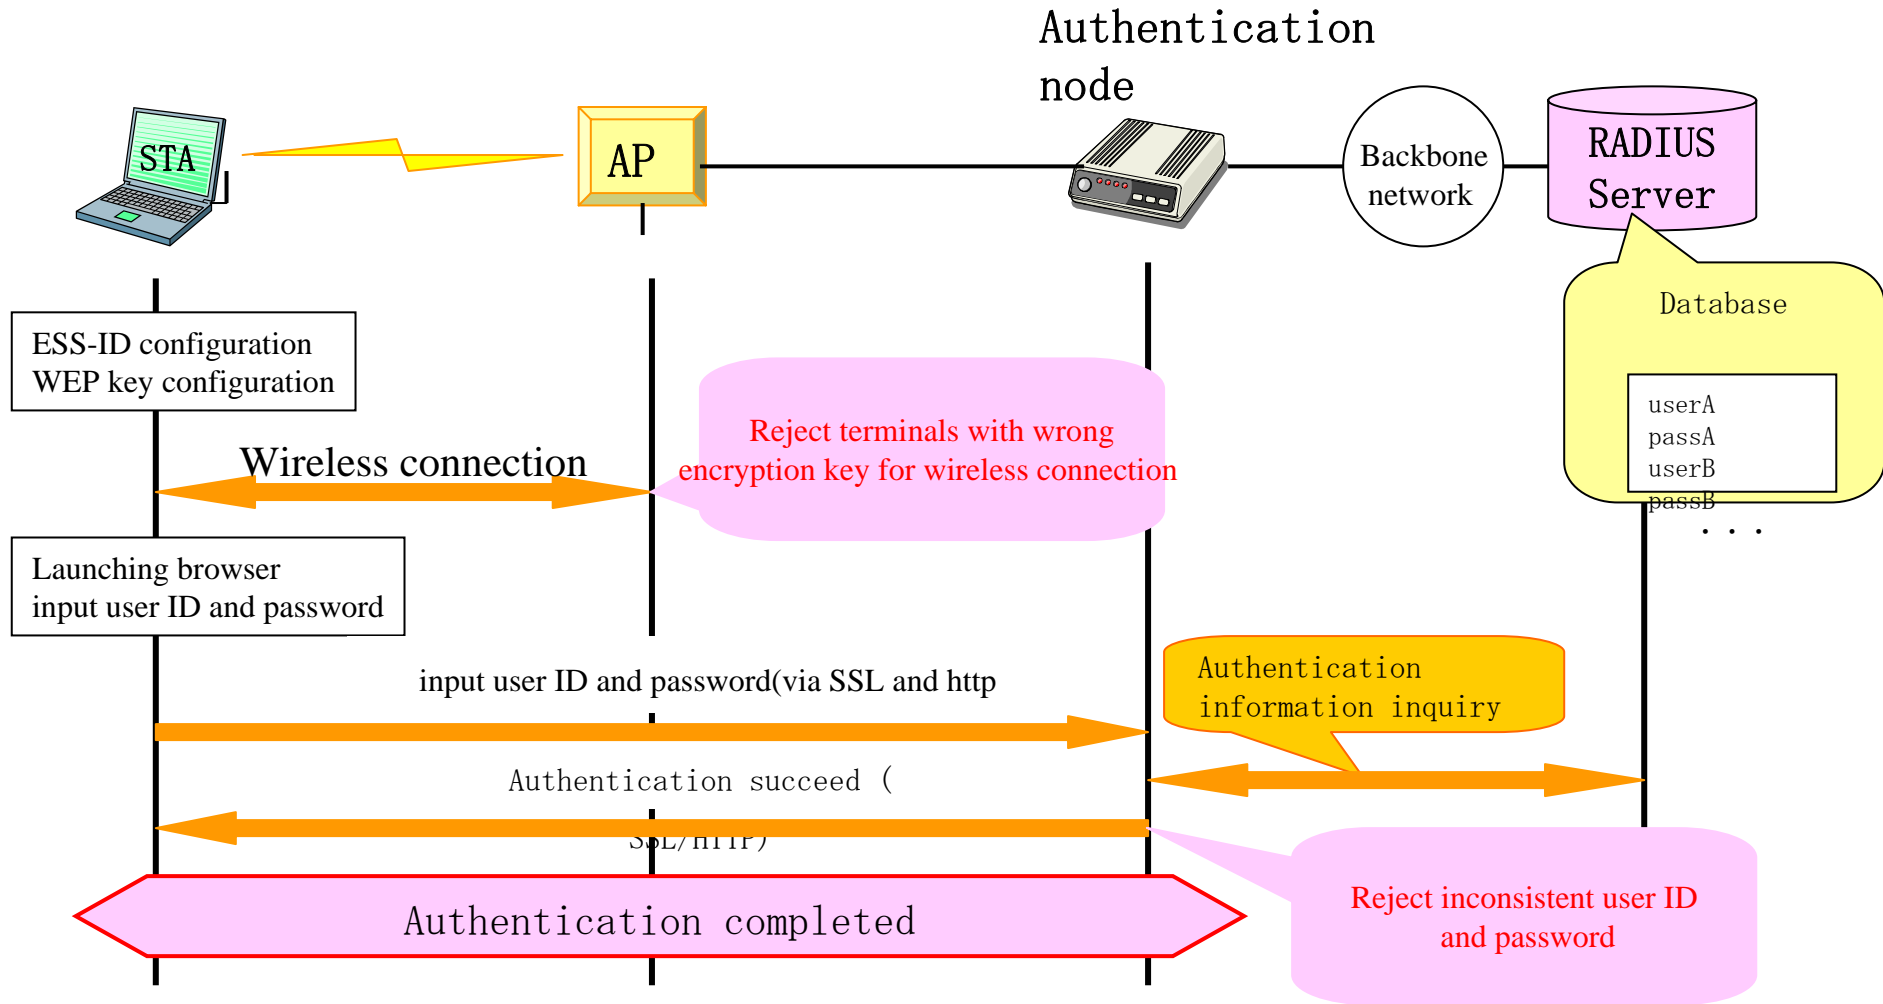 Authentication
node
STA
AP
Backbone
network
RADIUS
Server
Database
ESS-ID configuration
WEP key configuration
userA
passA
userB
passB
...
Reject terminals with wrong
encryption key for wireless connection
Wireless connection
Launching browser
input user ID and password
input user ID and password(via SSL and http
Authentication
information inquiry
Authentication succeed (
SSL/HTTP)
Authentication completed
Reject inconsistent user ID
and password